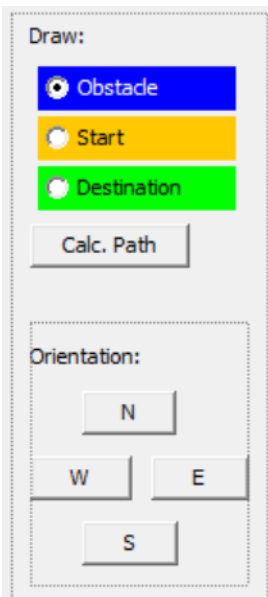 Draw:
Obstacle
Start
Destination
Calc. Path
Orientation:
N
W E
S